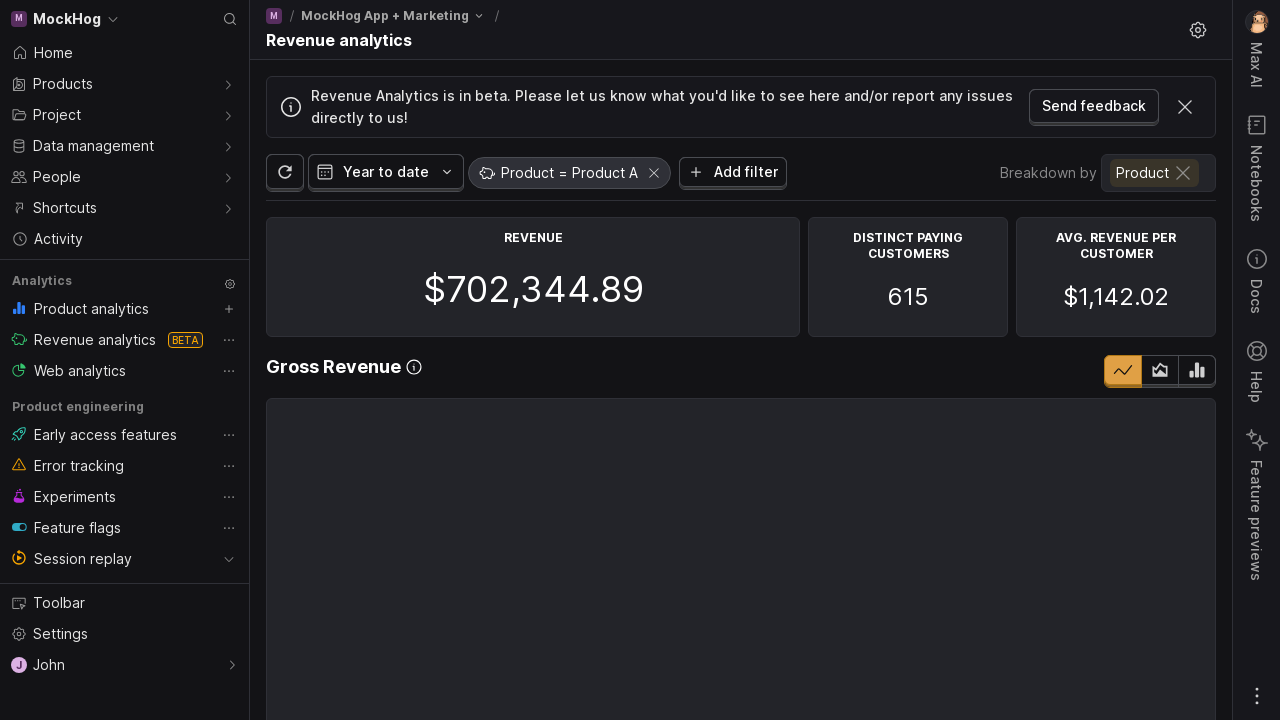 M
MockHog
Home
Products
Project
Data management
People
Shortcuts
Activity
Analytics
Product analytics
Revenue analytics
BETA
Web analytics
Product engineering
Early access features
Error tracking
Experiments
Feature flags
Session replay
Toolbar
Settings
J
John
M / MockHog App + Marketing /
Revenue analytics
Revenue Analytics is in beta. Please let us know what you'd like to see here and/or report any issues
directly to us!
Send feedback
Year to date
Product = Product A
Add filter
Breakdown by
Product
REVENUE
$702,344.89
DISTINCT PAYING
CUSTOMERS
615
AVG. REVENUE PER
CUSTOMER
$1,142.02
Gross Revenue
Max AI
Notebooks
Docs
Help
Feature previews